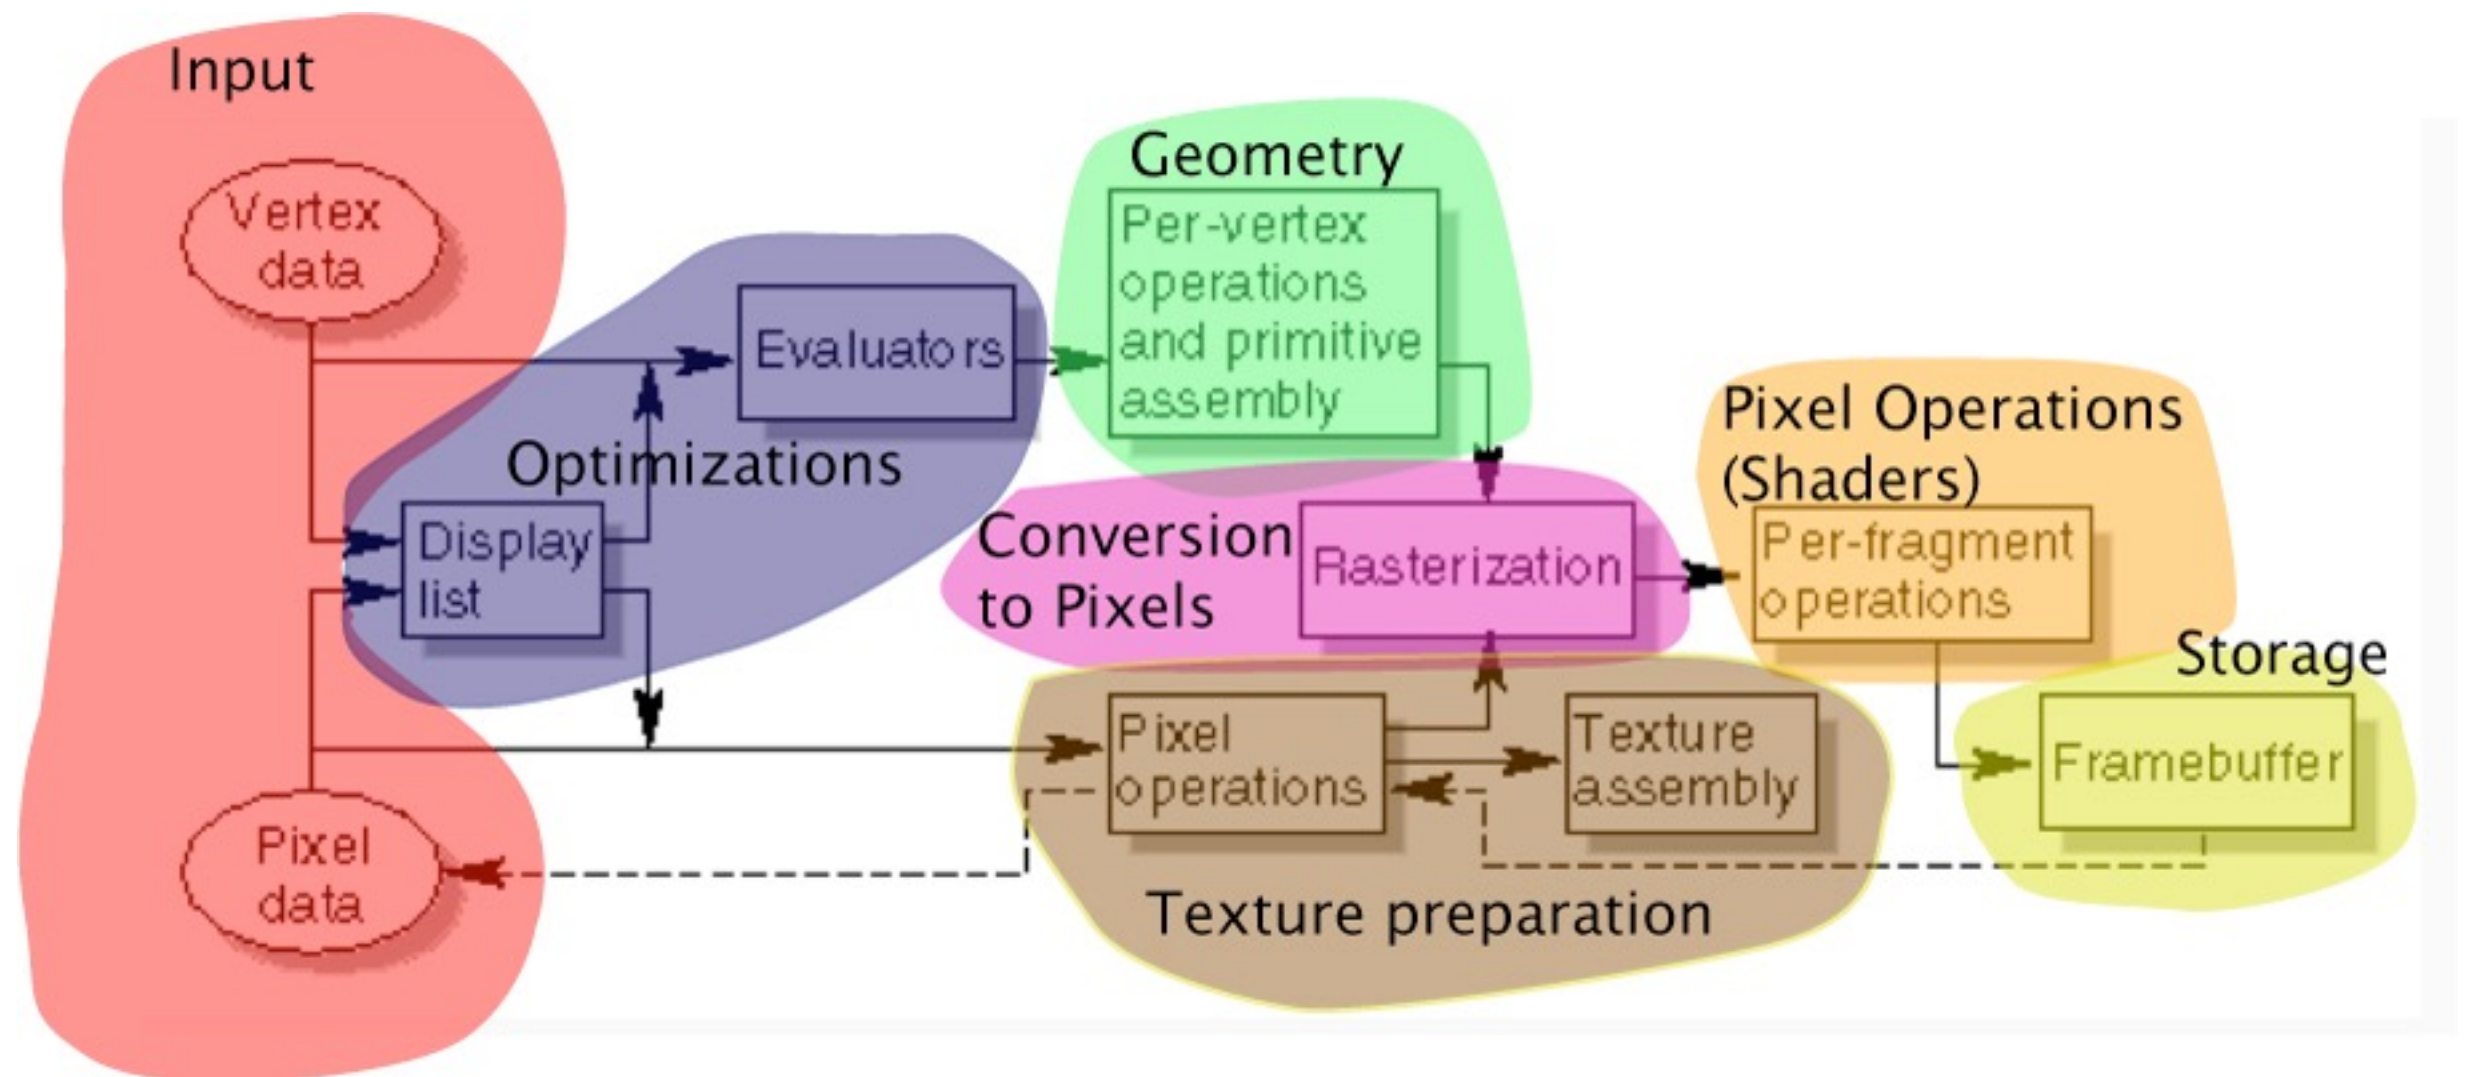 Input
Vertex
data
Evaluators
Optimizations
Display
list
Pixel
data
Geometry
Per-vertex
operations
and primitive
assembly
Conversion
to Pixels
Rasterization
Pixel Operations
(Shaders)
Per-fragment
operations
Storage
Framebuffer
Pixel
operations
Texture
assembly
Texture preparation